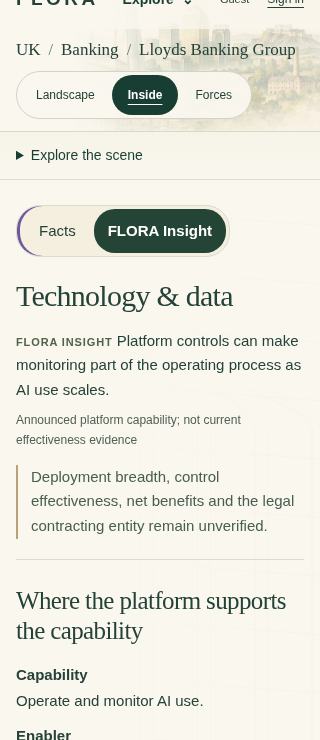 FLORA Explore Guest Sign in
UK / Banking / Lloyds Banking Group
Landscape Inside Forces
Explore the scene
Facts FLORA Insight
Technology & data
FLORA INSIGHT Platform controls can make
monitoring part of the operating process as
AI use scales.
Announced platform capability; not current
effectiveness evidence
Deployment breadth, control
effectiveness, net benefits and the legal
contracting entity remain unverified.
Where the platform supports
the capability
Capability
Operate and monitor AI use.
Enabler